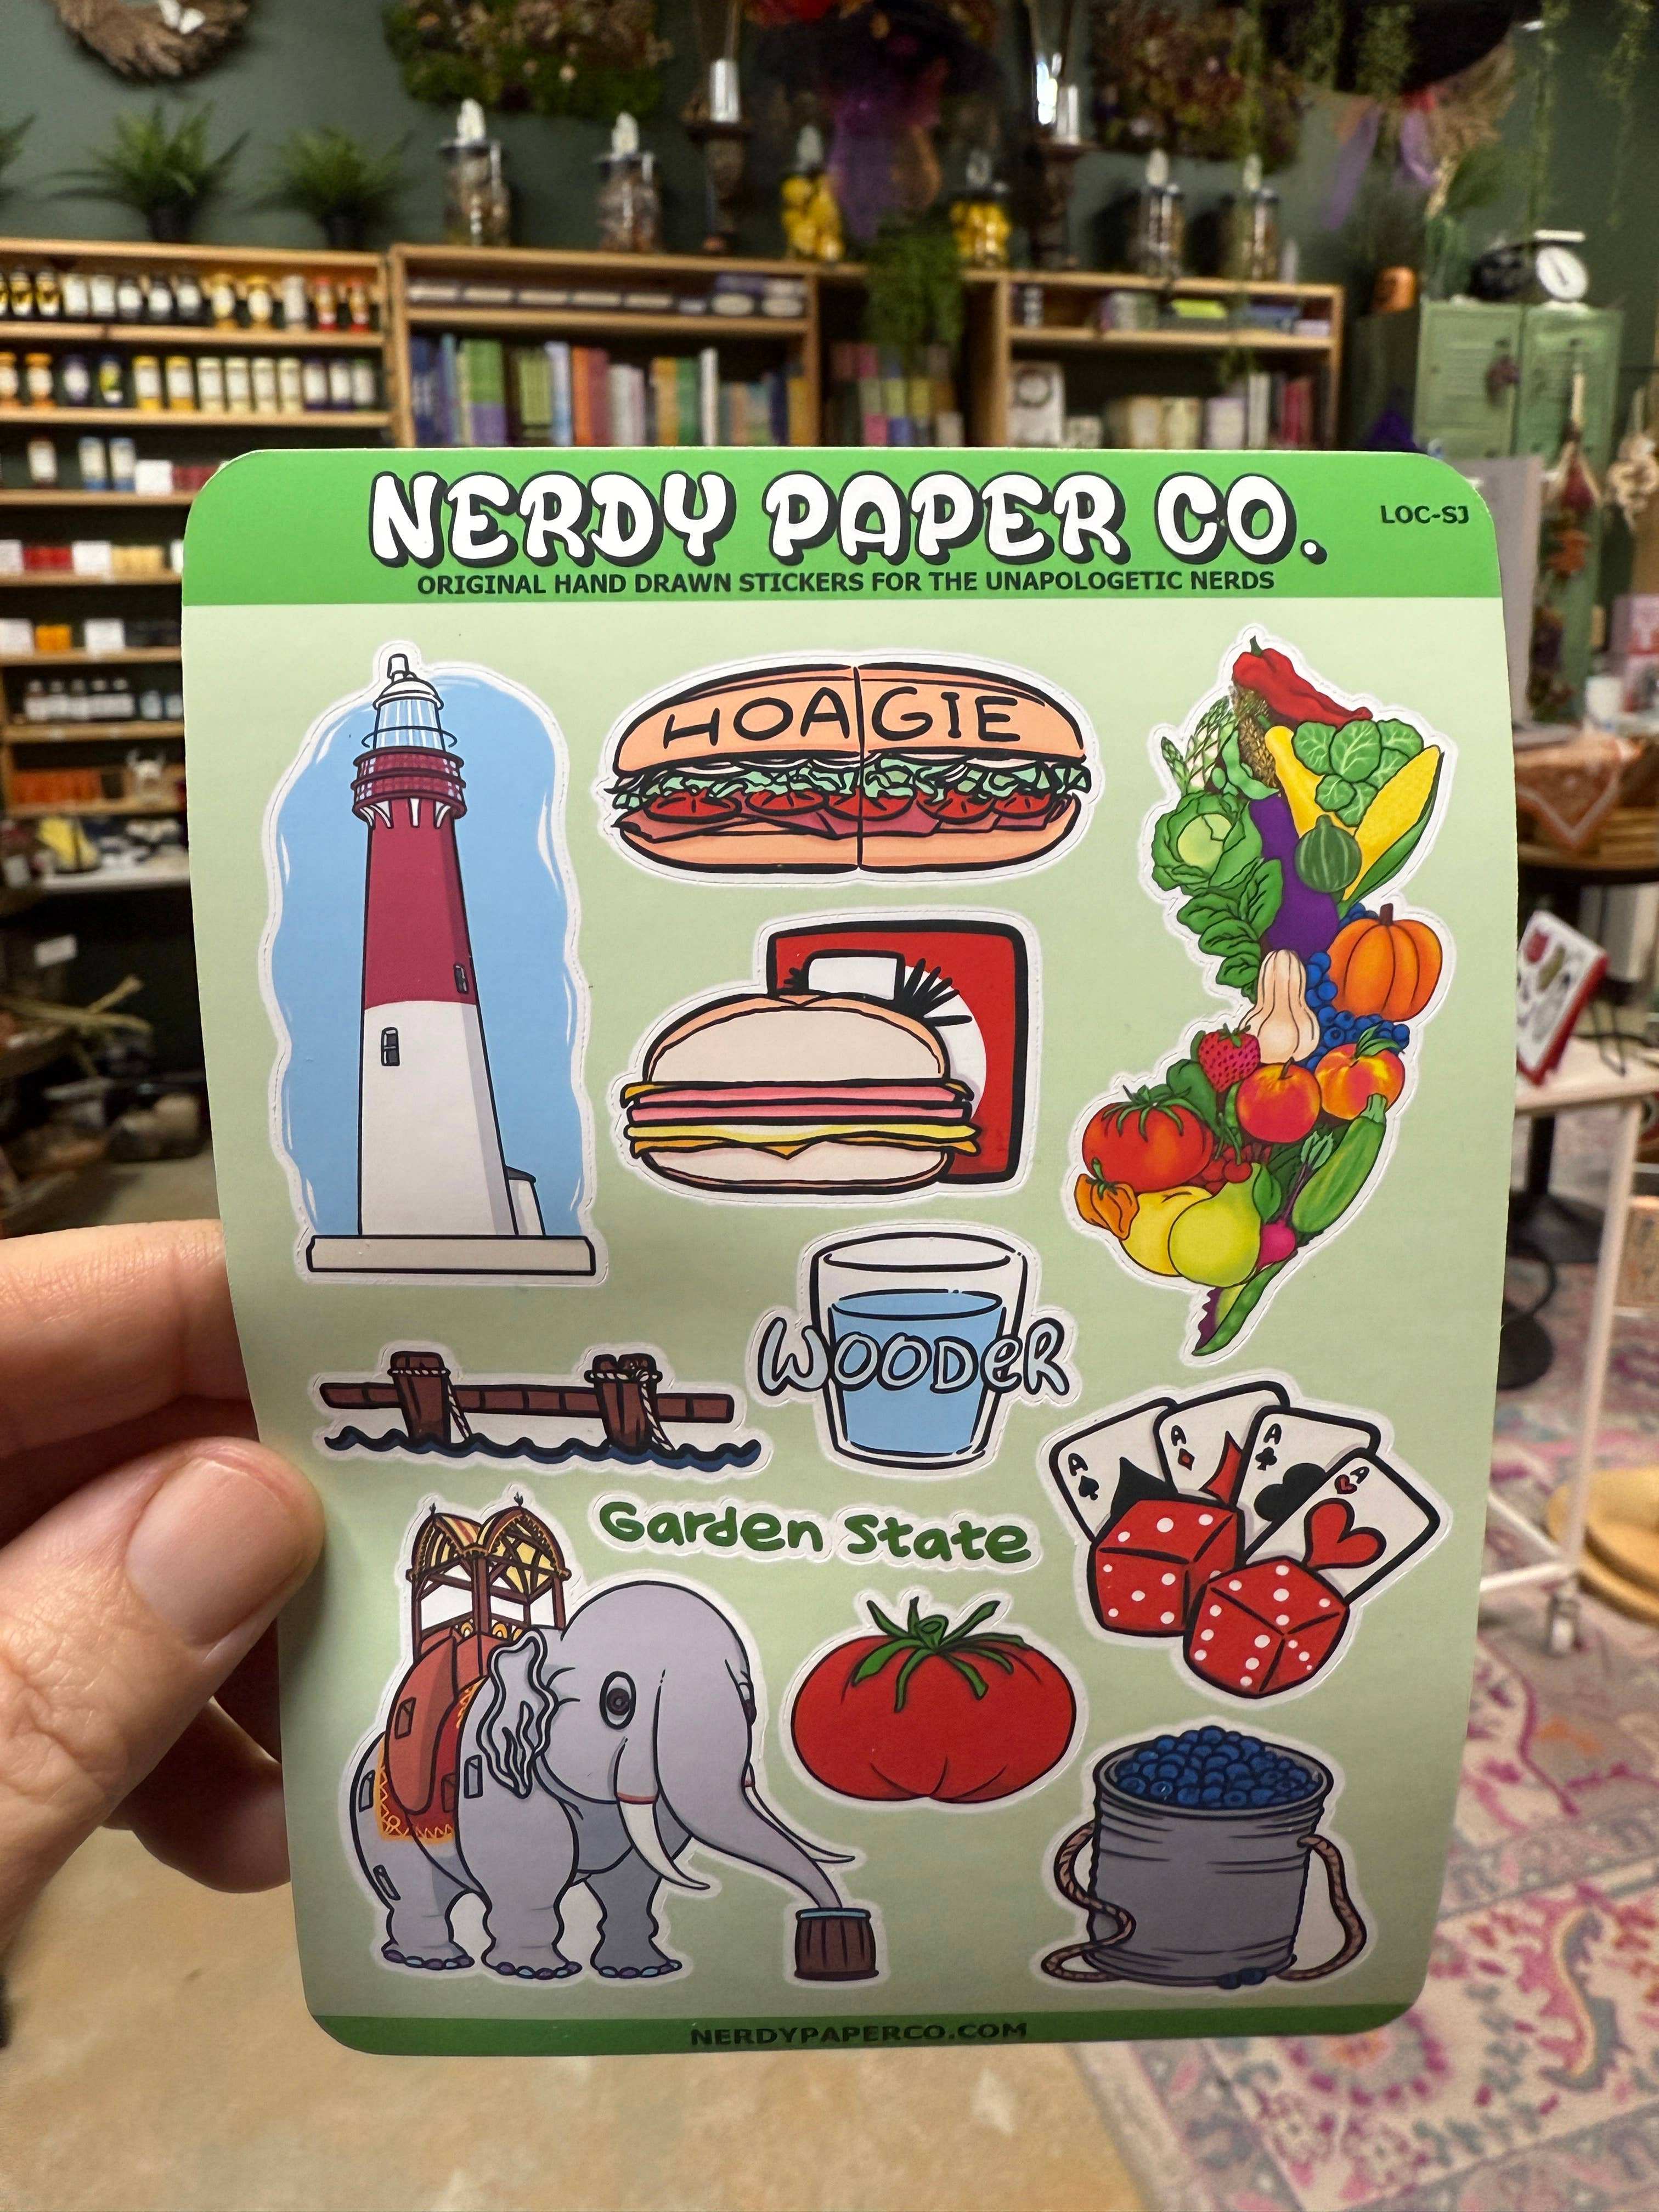 NERDY PAPER CO.
LOC-SJ
ORIGINAL HAND DRAWN STICKERS FOR THE UNAPOLOGETIC NERDS
HOAGIE
WOODER
A
A
A
A
Garden State
NERDYPAPERCO.COM